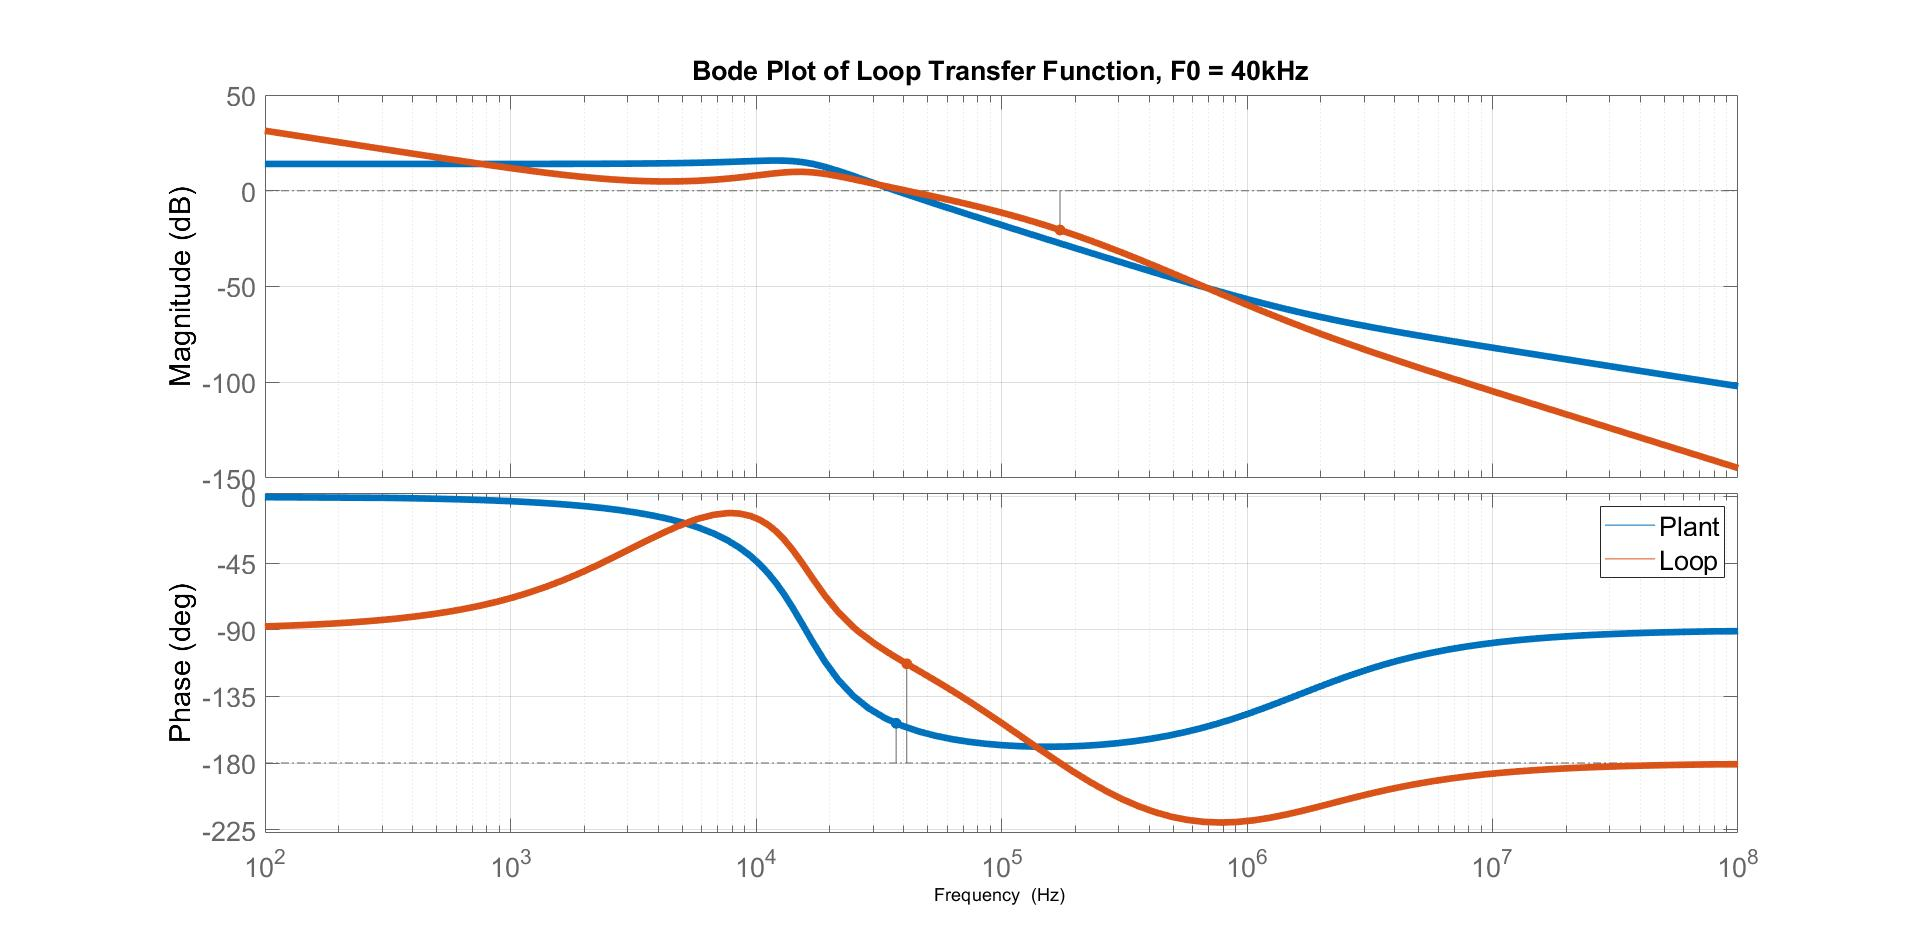 Bode Plot of Loop Transfer Function, F0 = 40kHz
50
0
-50
-100
-150
Magnitude (dB)
0
-45
-90
-135
-180
-225
Phase (deg)
Plant
Loop
10^2 10^3 10^4 10^5 10^6 10^7 10^8
Frequency (Hz)